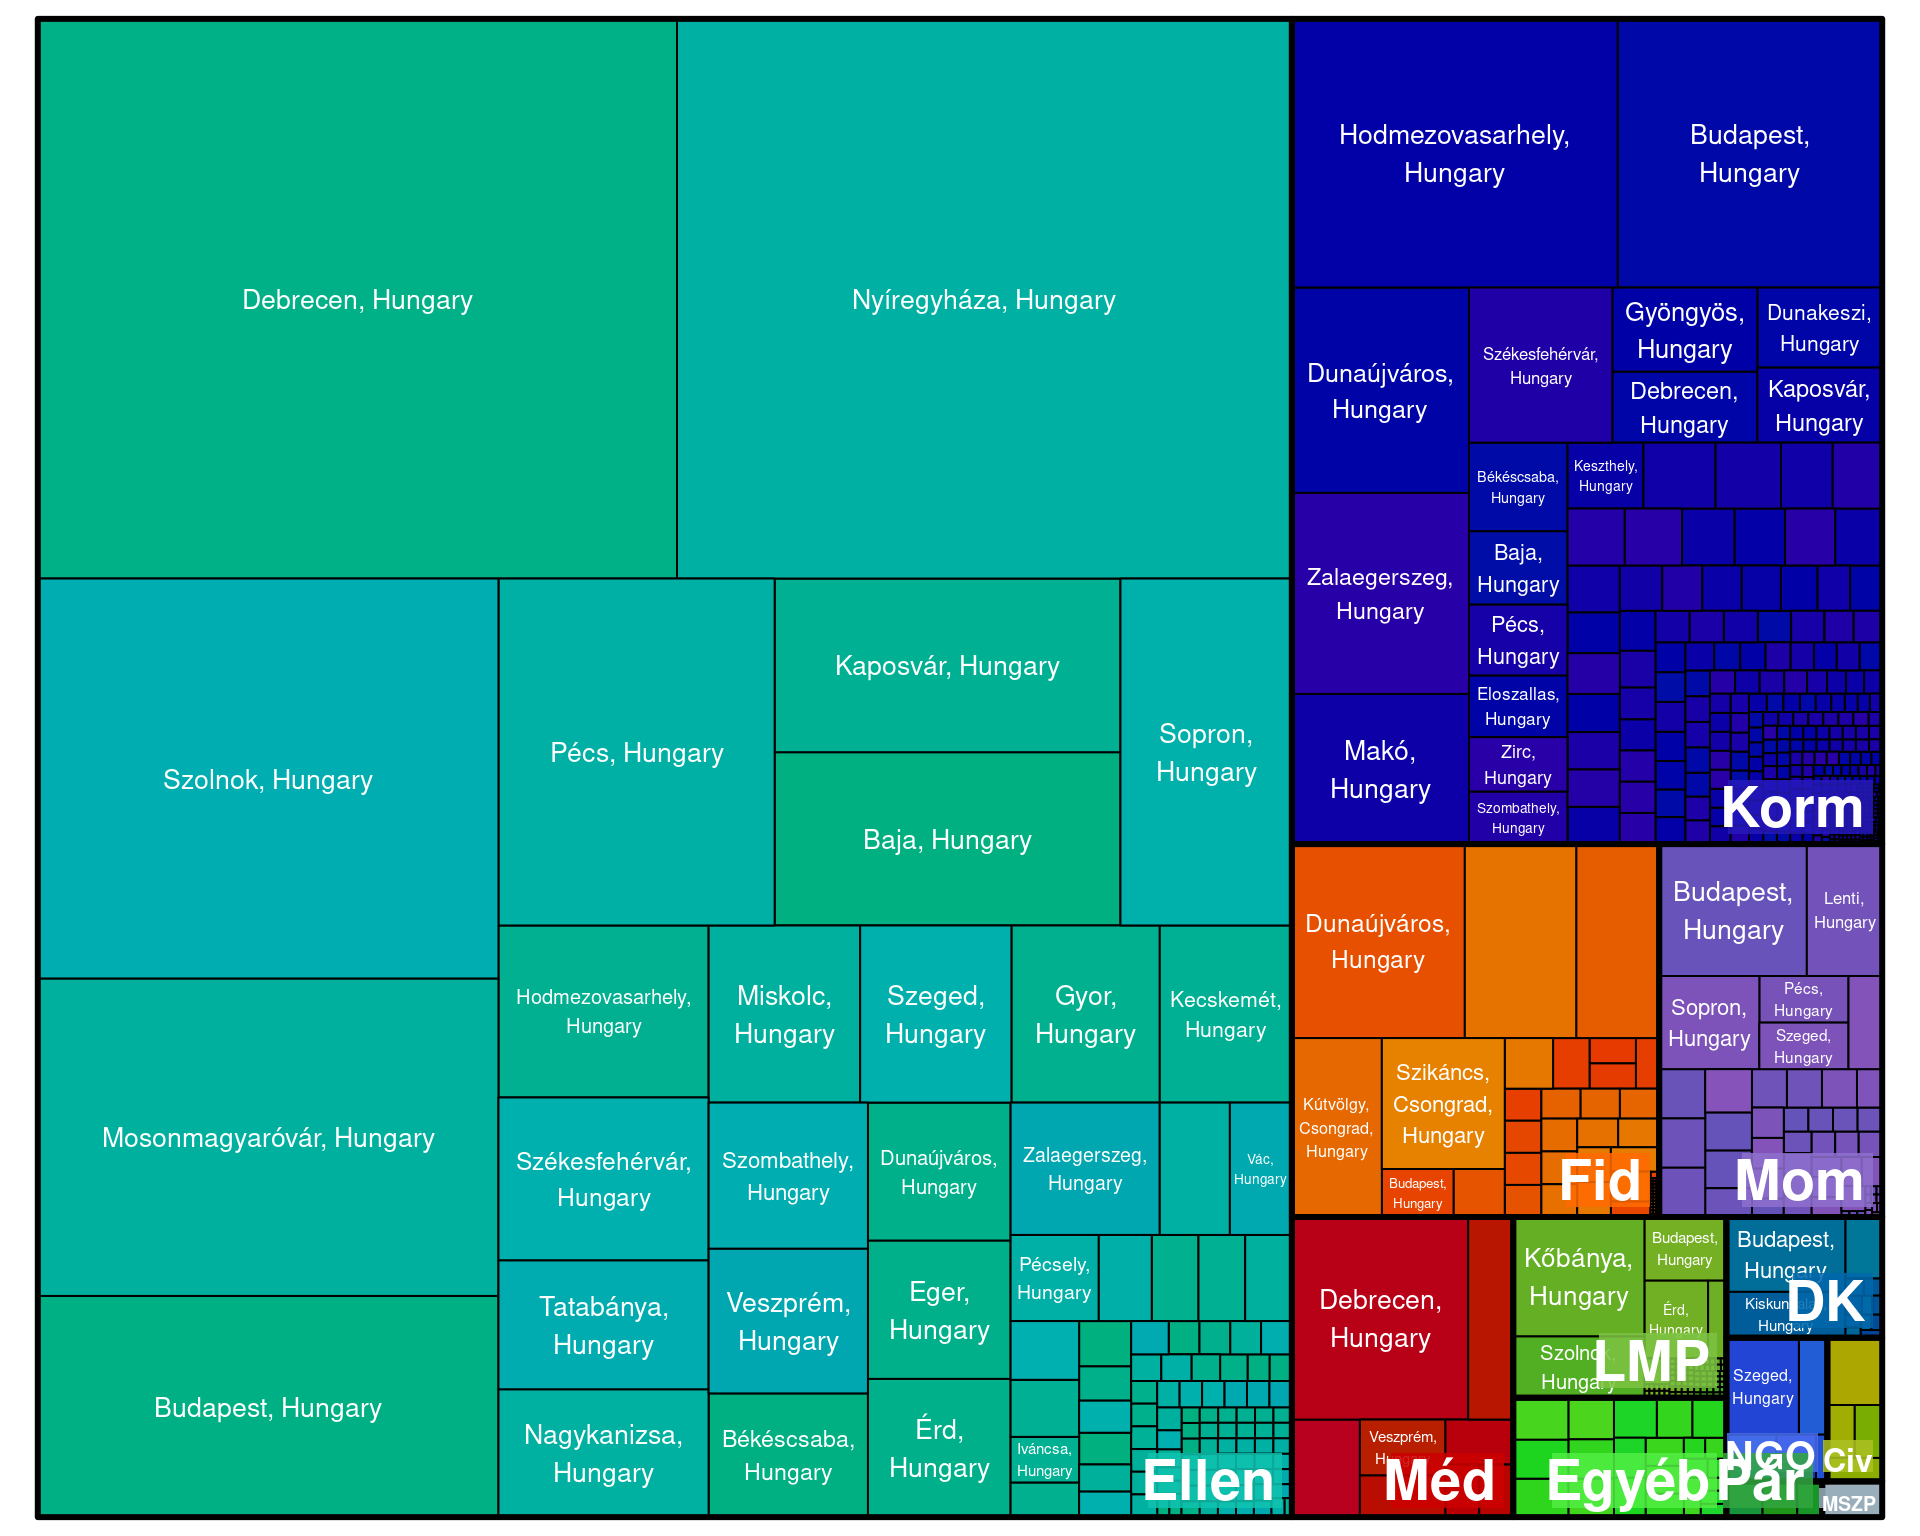 Debrecen, Hungary
Nyíregyháza, Hungary
Szolnok, Hungary
Mosonmagyaróvár, Hungary
Budapest, Hungary
Pécs, Hungary
Kaposvár, Hungary
Baja, Hungary
Sopron,
Hungary
Hodmezovasarhely,
Hungary
Miskolc,
Hungary
Szeged,
Hungary
Gyor,
Hungary
Kecskemét,
Hungary
Székesfehérvár,
Hungary
Tatabánya,
Hungary
Nagykanizsa,
Hungary
Szombathely,
Hungary
Veszprém,
Hungary
Békéscsaba,
Hungary
Dunaújváros,
Hungary
Eger,
Hungary
Érd,
Hungary
Zalaegerszeg,
Hungary
Vác,
Hungary
Pécsely,
Hungary
Iváncsa,
Hungary
Ellen
Hodmezovasarhely,
Hungary
Budapest,
Hungary
Dunaújváros,
Hungary
Zalaegerszeg,
Hungary
Makó,
Hungary
Székesfehérvár,
Hungary
Gyöngyös,
Hungary
Debrecen,
Hungary
Dunakeszi,
Hungary
Kaposvár,
Hungary
Békéscsaba,
Hungary
Baja,
Hungary
Pécs,
Hungary
Eloszallas,
Hungary
Zirc,
Hungary
Szombathely,
Hungary
Keszthely,
Hungary
Korm
Dunaújváros,
Hungary
Kútvölgy,
Csongrad,
Hungary
Szikáncs,
Csongrad,
Hungary
Budapest,
Hungary
Fid
Budapest,
Hungary
Lenti,
Hungary
Sopron,
Hungary
Pécs,
Hungary
Szeged,
Hungary
Mom
Debrecen,
Hungary
Veszprém,
Méd
Kőbánya,
Hungary
Budapest,
Hungary
Érd,
Hungary
Szolnok,
Hungary
LMP
Budapest,
Hungary
Hungary
DK
Szeged,
Hungary
NGO
Civ
Egyéb
Pár
MSZP